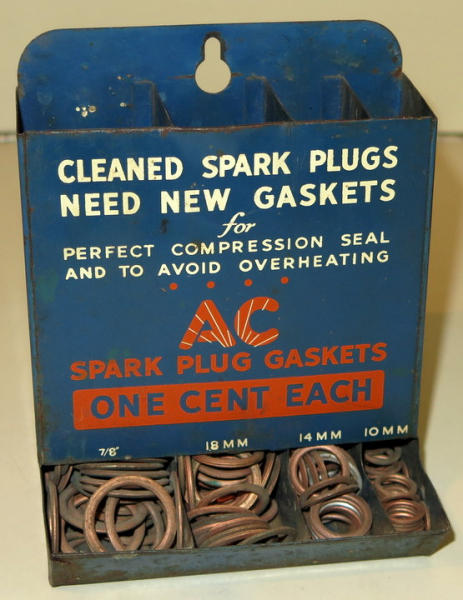 CLEANED SPARK PLUGS
NEED NEW GASKETS
for
PERFECT COMPRESSION SEAL
AND TO AVOID OVERHEATING
AC
SPARK PLUG GASKETS
ONE CENT EACH
7/8" 18 MM 14 MM 10 MM